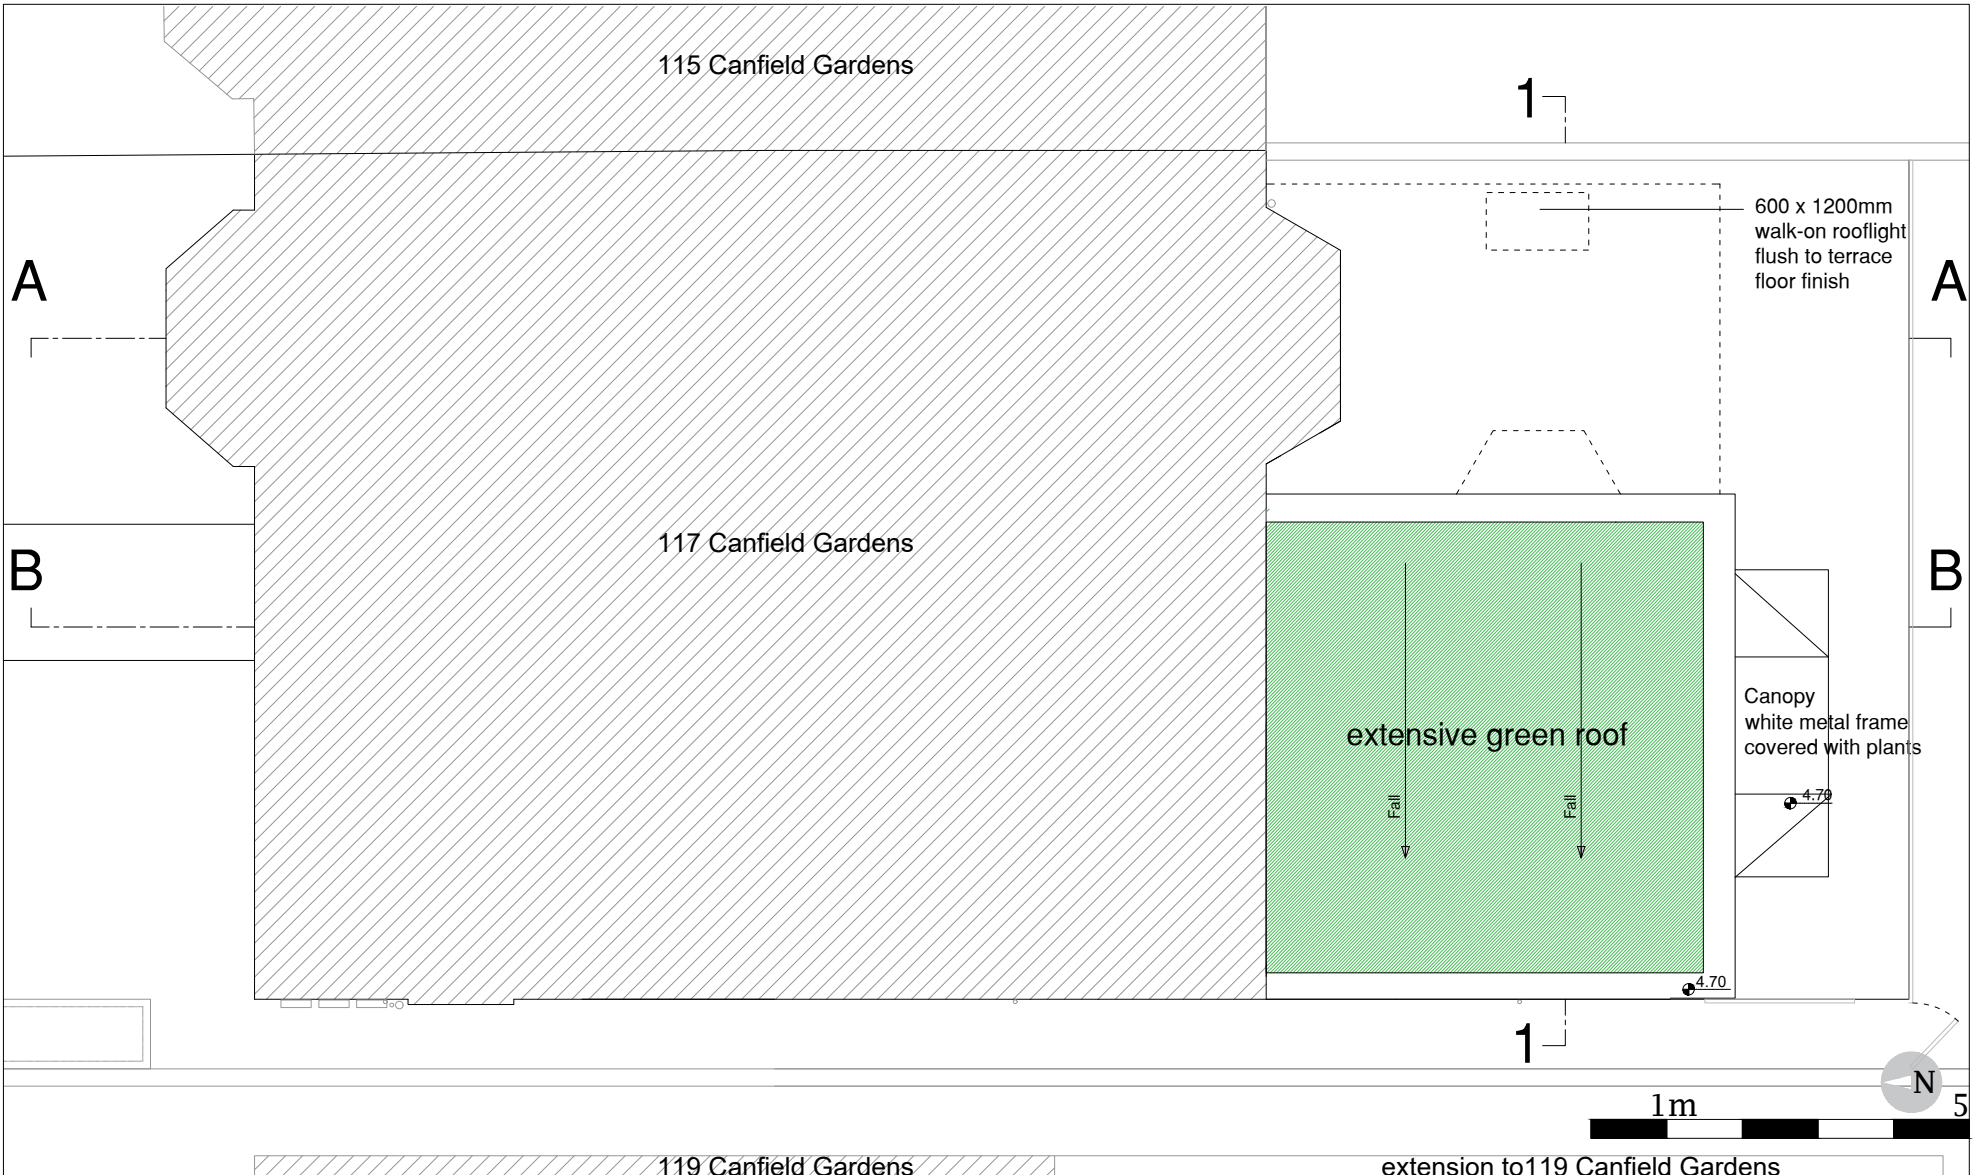 115 Canfield Gardens
1
600 x 1200mm
walk-on rooflight
flush to terrace
floor finish
A
A
117 Canfield Gardens
B
B
Canopy
white metal frame
covered with plants
extensive green roof
Fall
Fall
4.70
4.70
1
N
1m
5
119 Canfield Gardens
extension to119 Canfield Gardens